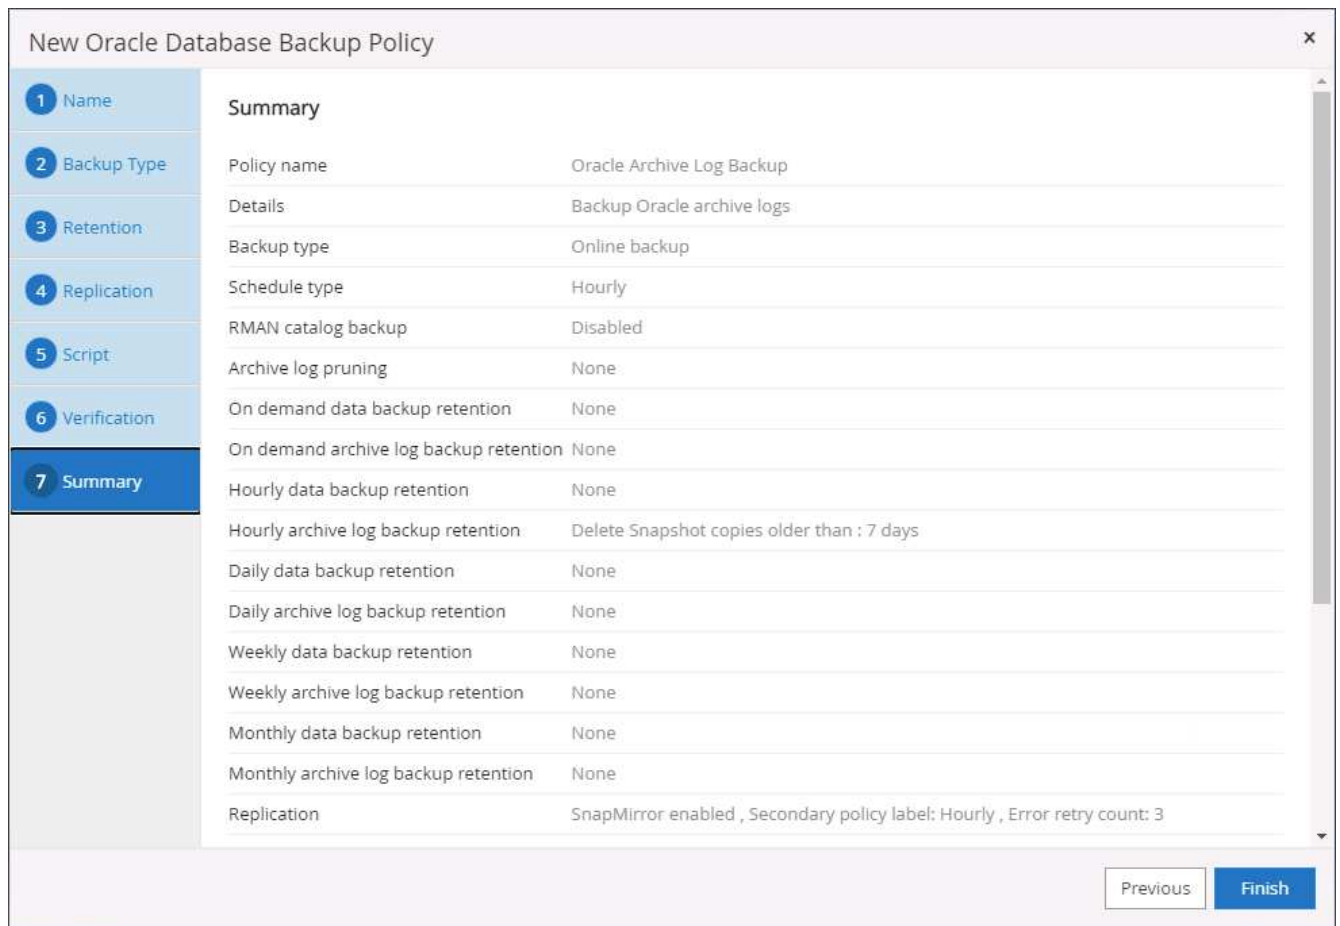 New Oracle Database Backup Policy ×
1 Name
2 Backup Type
3 Retention
4 Replication
5 Script
6 Verification
7 Summary
Summary
Policy name Oracle Archive Log Backup
Details Backup Oracle archive logs
Backup type Online backup
Schedule type Hourly
RMAN catalog backup Disabled
Archive log pruning None
On demand data backup retention None
On demand archive log backup retention None
Hourly data backup retention None
Hourly archive log backup retention Delete Snapshot copies older than : 7 days
Daily data backup retention None
Daily archive log backup retention None
Weekly data backup retention None
Weekly archive log backup retention None
Monthly data backup retention None
Monthly archive log backup retention None
Replication SnapMirror enabled , Secondary policy label: Hourly , Error retry count: 3
Previous Finish